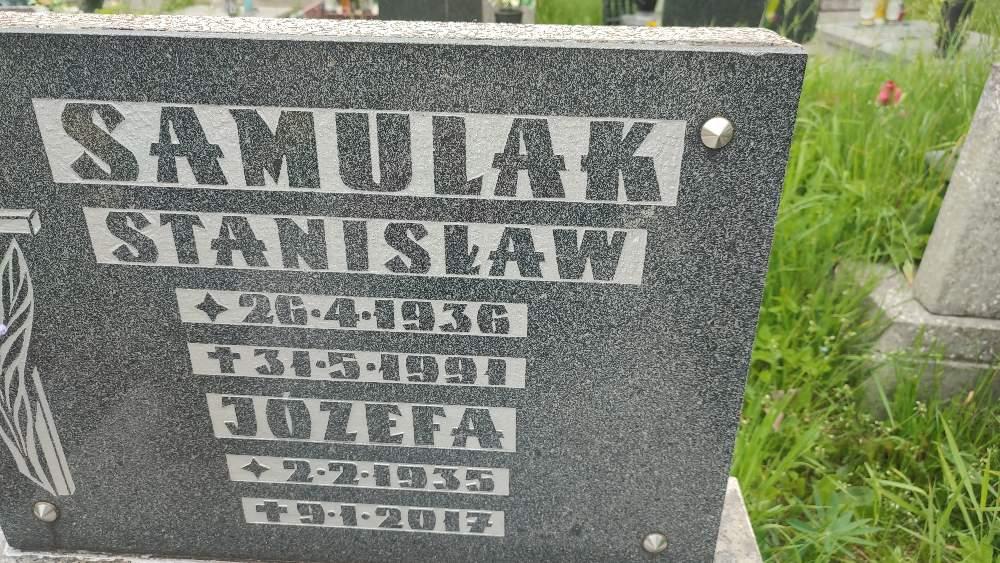 SAMULAK
STANISŁAW
✦ 26·4·1936
✝ 31·5·1991
JÓZEFA
✦ 2·2·1935
✝ 9·1·2017